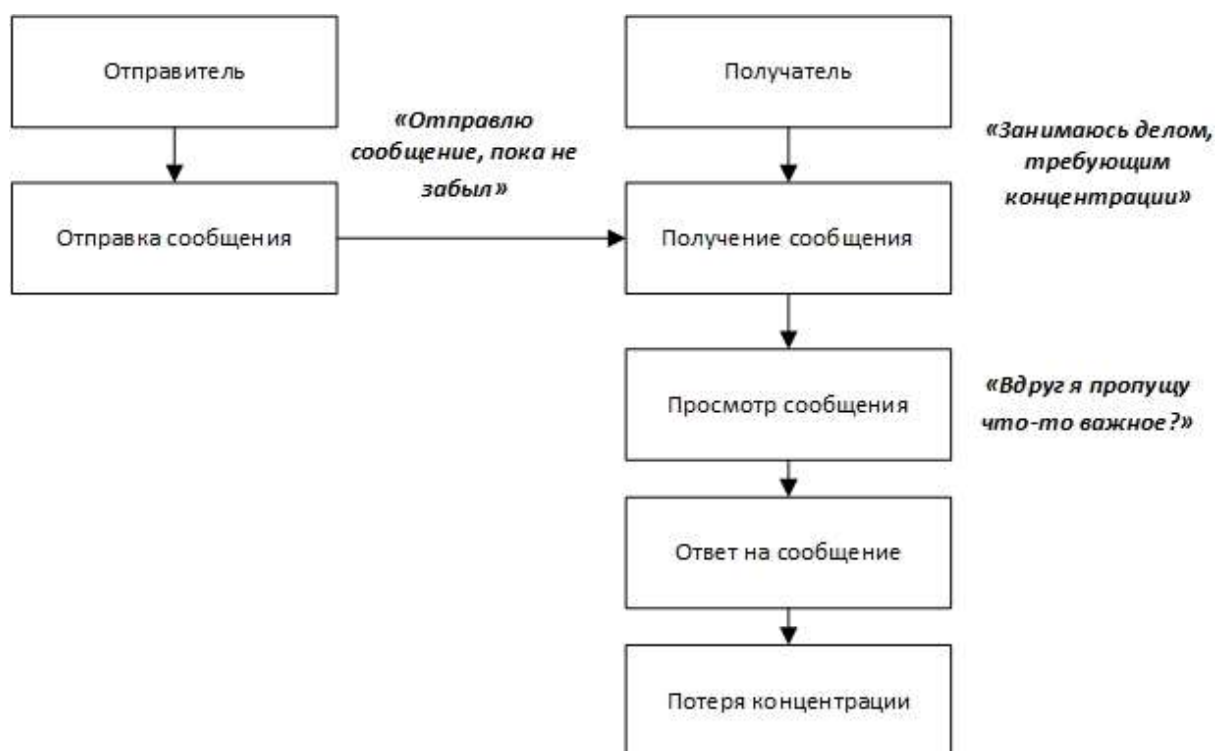 Отправитель
Получатель
«Отправлю
сообщение, пока не
забыл»
«Занимаюсь делом,
требующим
концентрации»
Отправка сообщения
Получение сообщения
Просмотр сообщения
«Вдруг я пропущу
что-то важное?»
Ответ на сообщение
Потеря концентрации